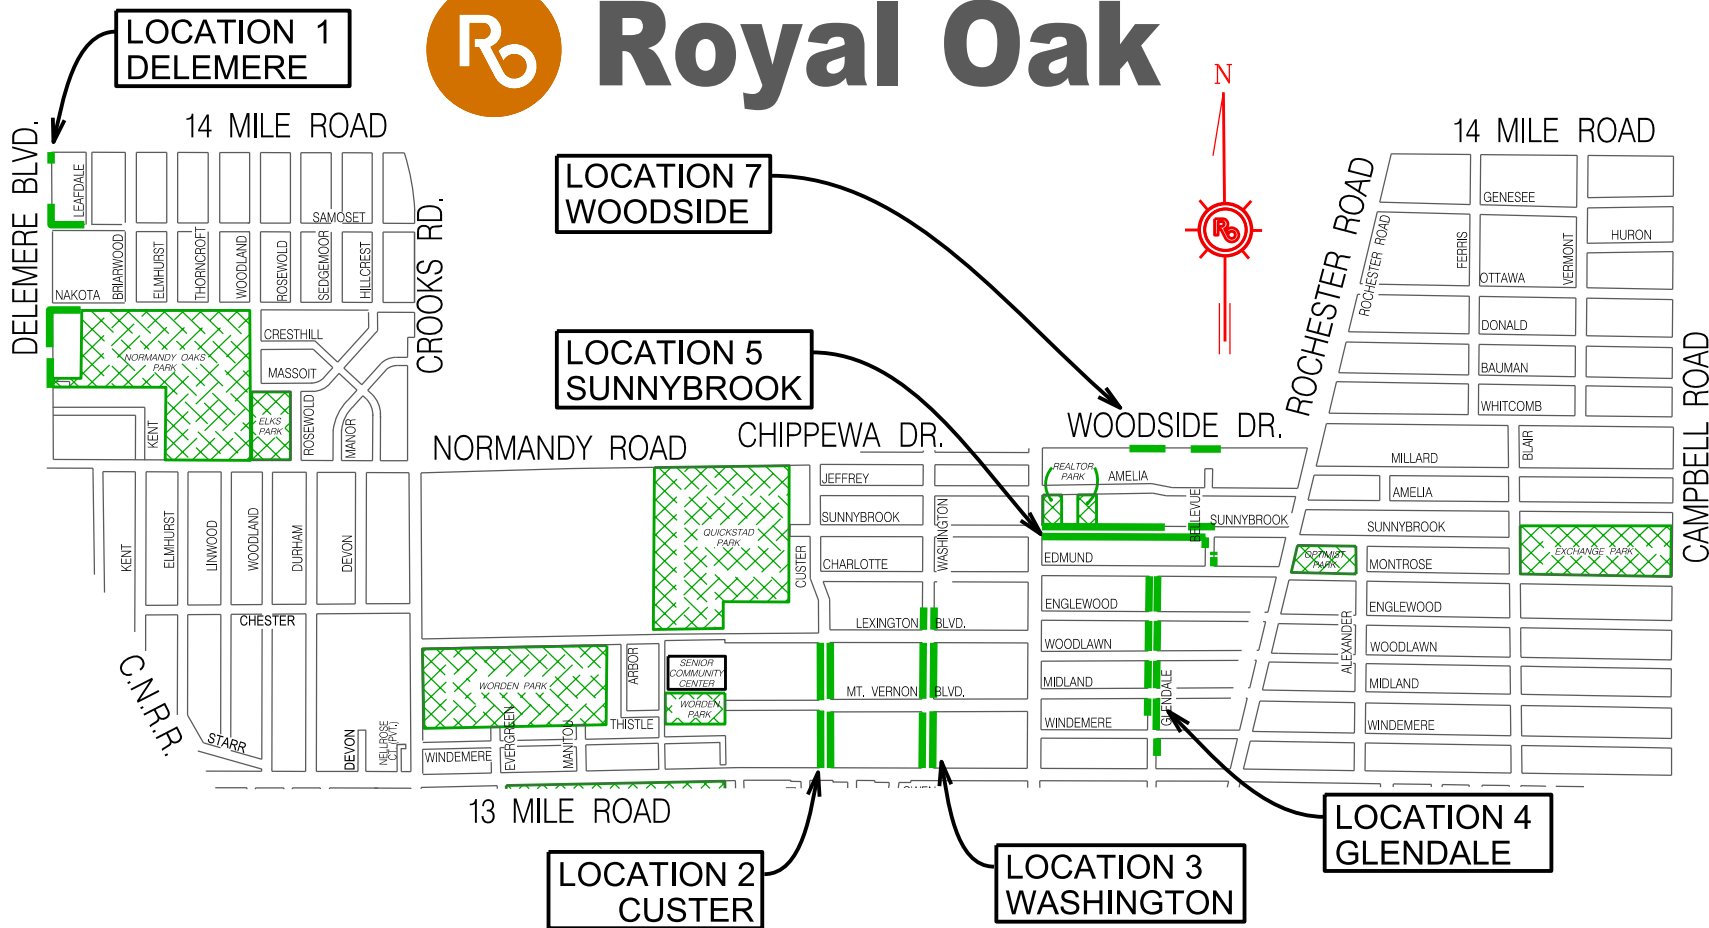 Royal Oak
LOCATION 1
DELEMERE
14 MILE ROAD
14 MILE ROAD
N
LOCATION 7
WOODSIDE
DELEMERE BLVD.
LEAFDALE
SAMOSET
CROOKS RD.
BRIARWOOD
ELMHURST
THORNCROFT
WOODLAND
ROSEWOLD
SEDGEMOOR
HILLCREST
NAKOTA
CRESTHILL
MASSOIT
NORMANDY OAKS
PARK
ELKS
PARK
KENT
ROSEWOLD
MANOR
LOCATION 5
SUNNYBROOK
ROCHESTER ROAD
ROCHESTER ROAD
GENESEE
FERRIS
VERMONT
HURON
OTTAWA
DONALD
BAUMAN
WHITCOMB
CAMPBELL ROAD
NORMANDY ROAD
CHIPPEWA DR.
WOODSIDE DR.
MILLARD
BLAIR
AMELIA
SUNNYBROOK
MONTROSE
EXCHANGE PARK
OPTIMIST
PARK
ENGLEWOOD
ALEXANDER
WOODLAWN
MIDLAND
WINDEMERE
REALTOR
PARK
AMELIA
BELLEVUE
SUNNYBROOK
EDMUND
ENGLEWOOD
WOODLAWN
MIDLAND
GLENDALE
WINDEMERE
JEFFREY
SUNNYBROOK
WASHINGTON
CUSTER
CHARLOTTE
LEXINGTON BLVD.
MT. VERNON BLVD.
QUICKSTAD
PARK
KENT
ELMHURST
LINWOOD
WOODLAND
DURHAM
DEVON
CHESTER
C.N.R.R.
STARR
DEVON
NELLROSE
CT. (PVT.)
WORDEN PARK
ARBOR
SENIOR
COMMUNITY
CENTER
WORDEN
PARK
THISTLE
EVERGREEN
MANITOU
WINDEMERE
13 MILE ROAD
LOCATION 2
CUSTER
LOCATION 3
WASHINGTON
LOCATION 4
GLENDALE